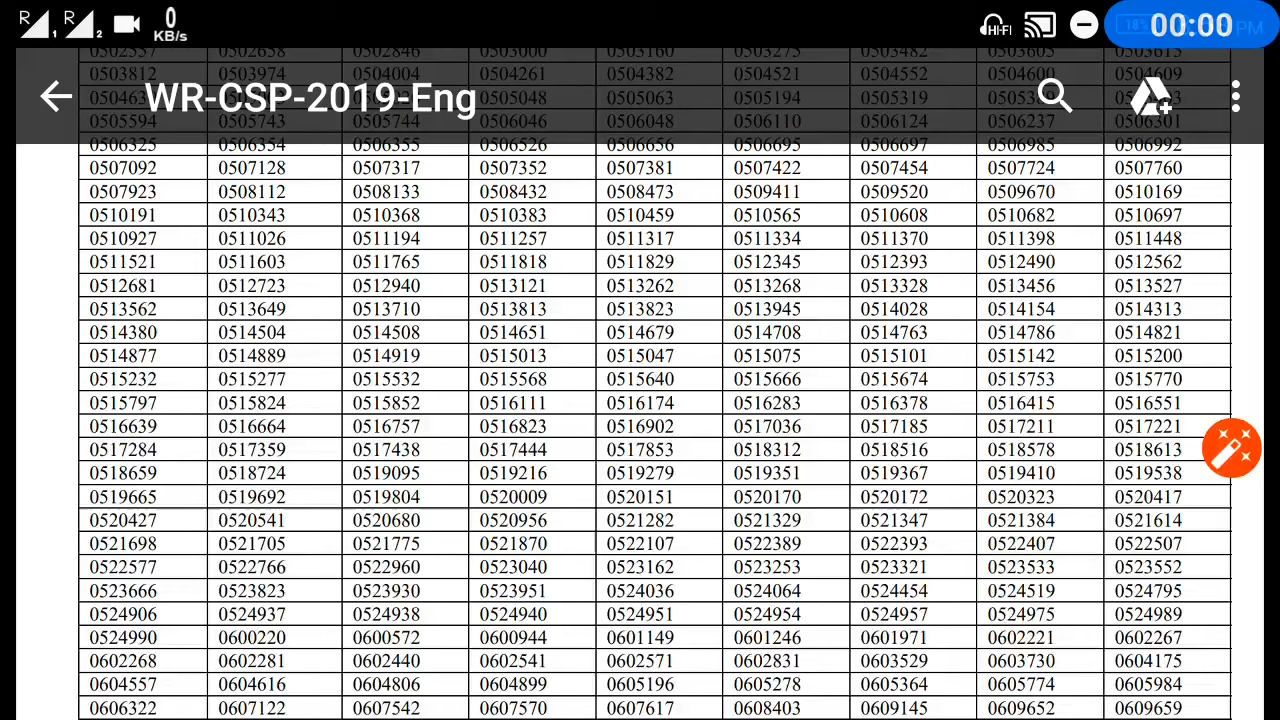 R 1 R 2 0 KB/s HI-FI 18% 00:00 PM
0502557 0502658 0502846 0503000 0503160 0503275 0503482 0503605 0503615
0503812 0503974 0504004 0504261 0504382 0504521 0504552 0504600 0504609
WR-CSP-2019-Eng
0505048 0505063 0505194 0505319
0505594 0505743 0505744 0506046 0506048 0506110 0506124 0506237 0506301
0506325 0506354 0506355 0506526 0506656 0506695 0506697 0506985 0506992
0507092 0507128 0507317 0507352 0507381 0507422 0507454 0507724 0507760
0507923 0508112 0508133 0508432 0508473 0509411 0509520 0509670 0510169
0510191 0510343 0510368 0510383 0510459 0510565 0510608 0510682 0510697
0510927 0511026 0511194 0511257 0511317 0511334 0511370 0511398 0511448
0511521 0511603 0511765 0511818 0511829 0512345 0512393 0512490 0512562
0512681 0512723 0512940 0513121 0513262 0513268 0513328 0513456 0513527
0513562 0513649 0513710 0513813 0513823 0513945 0514028 0514154 0514313
0514380 0514504 0514508 0514651 0514679 0514708 0514763 0514786 0514821
0514877 0514889 0514919 0515013 0515047 0515075 0515101 0515142 0515200
0515232 0515277 0515532 0515568 0515640 0515666 0515674 0515753 0515770
0515797 0515824 0515852 0516111 0516174 0516283 0516378 0516415 0516551
0516639 0516664 0516757 0516823 0516902 0517036 0517185 0517211 0517221
0517284 0517359 0517438 0517444 0517853 0518312 0518516 0518578 0518613
0518659 0518724 0519095 0519216 0519279 0519351 0519367 0519410 0519538
0519665 0519692 0519804 0520009 0520151 0520170 0520172 0520323 0520417
0520427 0520541 0520680 0520956 0521282 0521329 0521347 0521384 0521614
0521698 0521705 0521775 0521870 0522107 0522389 0522393 0522407 0522507
0522577 0522766 0522960 0523040 0523162 0523253 0523321 0523533 0523552
0523666 0523823 0523930 0523951 0524036 0524064 0524454 0524519 0524795
0524906 0524937 0524938 0524940 0524951 0524954 0524957 0524975 0524989
0524990 0600220 0600572 0600944 0601149 0601246 0601971 0602221 0602267
0602268 0602281 0602440 0602541 0602571 0602831 0603529 0603730 0604175
0604557 0604616 0604806 0604899 0605196 0605278 0605364 0605774 0605984
0606322 0607122 0607542 0607570 0607617 0608403 0609145 0609652 0609659